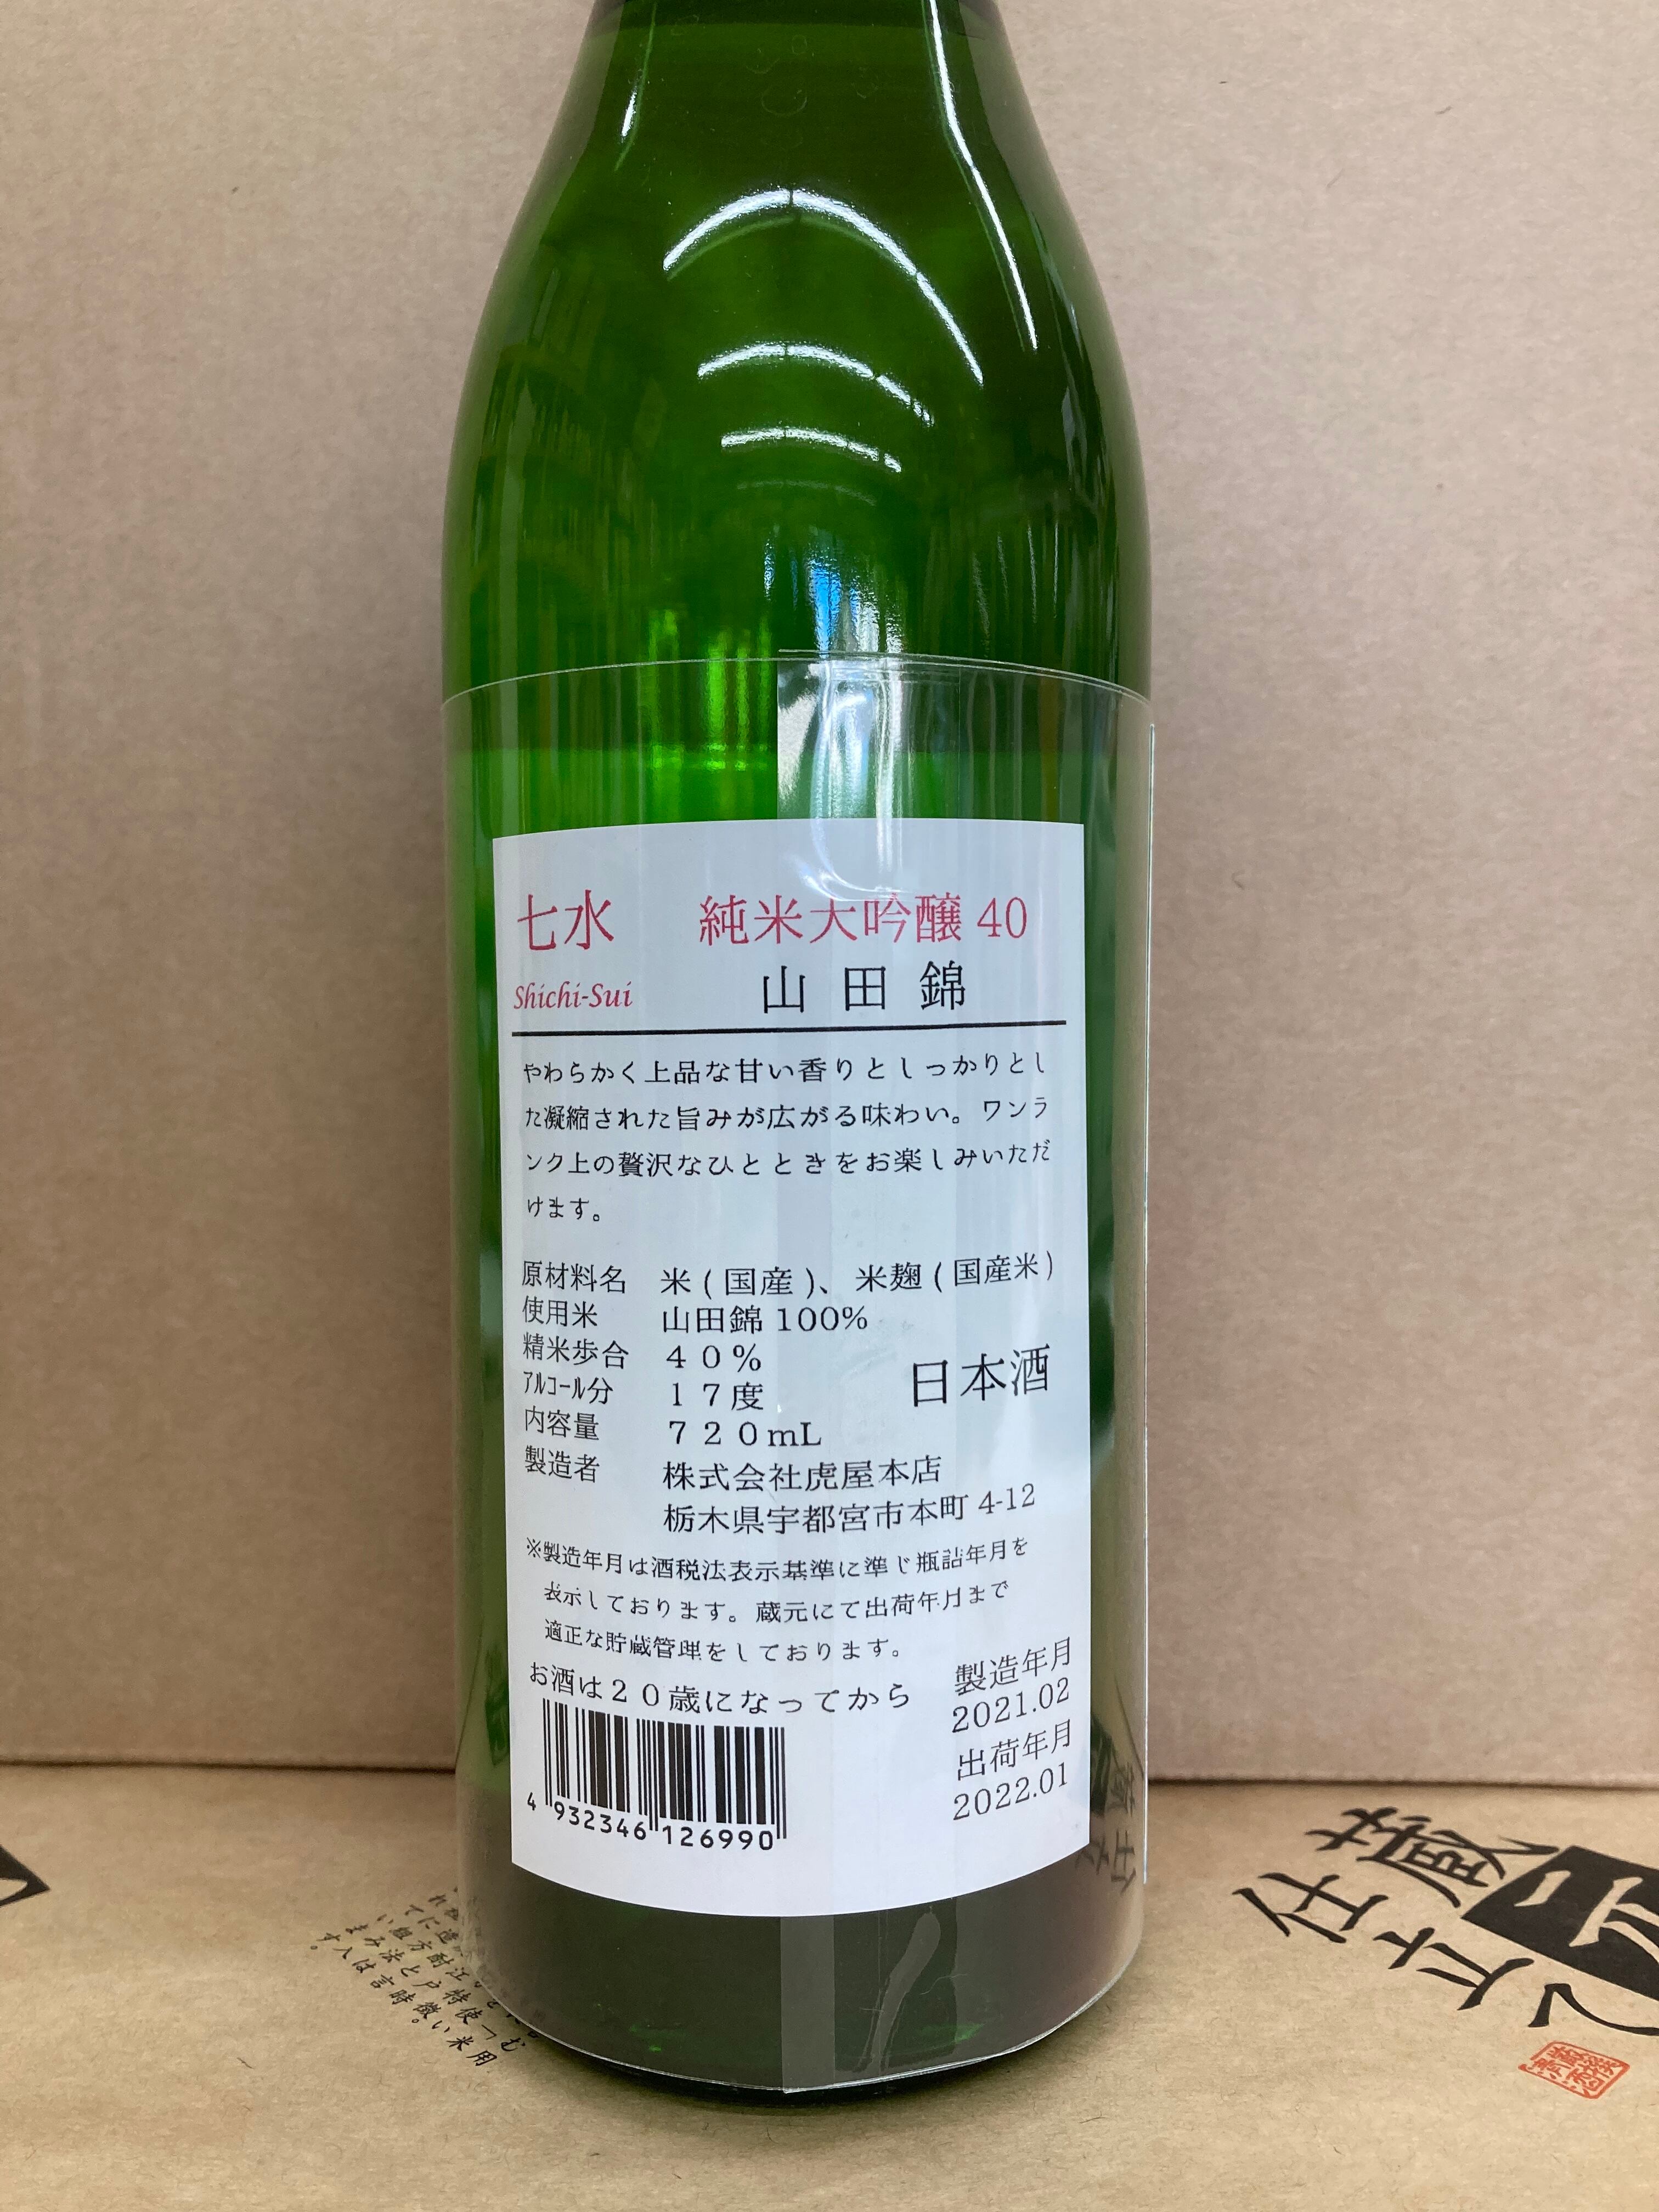 七水 純米大吟醸40
Shichi-Sui 山田錦
やわらかく上品な甘い香りとしっかりとし
た凝縮された旨みが広がる味わい。ワンラ
ンク上の贅沢なひとときをお楽しみいただ
けます。
原材料名 米(国産)、米麹(国産米)
使用米 山田錦100%
精米歩合 40%
アルコール分 17度
日本酒
内容量 720mL
製造者 株式会社虎屋本店
栃木県宇都宮市本町4-12
※製造年月は酒税法表示基準に準じ瓶詰年月を
表示しております。蔵元にて出荷年月まで
適正な貯蔵管理をしております。
お酒は20歳になってから
製造年月
2021.02
出荷年月
2022.01
4 932346 126990
蔵元
仕立